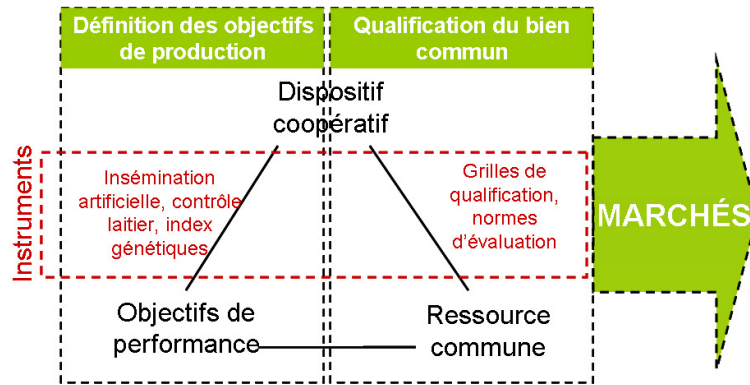 Définition des objectifs
de production
Qualification du bien
commun
Dispositif
coopératif
Instruments
Insémination
artificielle, contrôle
laitier, index
génétiques
Grilles de
qualification,
normes
d'évaluation
MARCHÉS
Objectifs de
performance
Ressource
commune